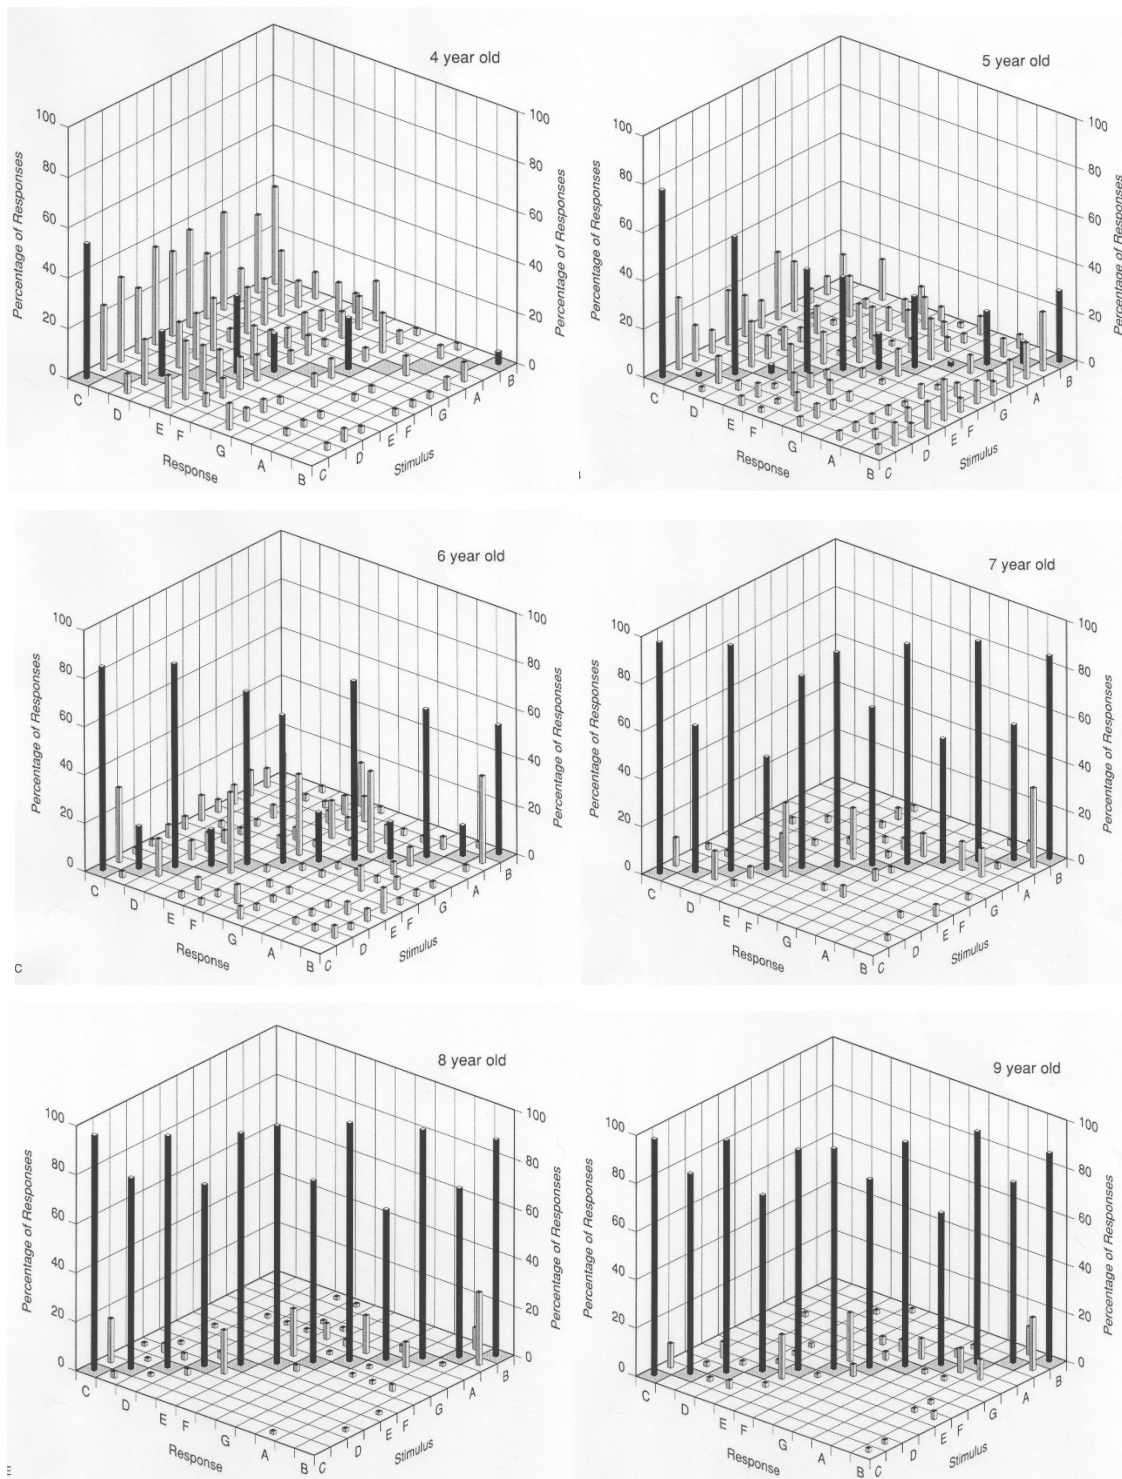 4 year old
100
80
60
40
20
0
Percentage of Responses
100
80
60
40
20
0
Percentage of Responses
C
D
E
F
G
A
B
Response
C
D
E
F
G
A
B
Stimulus
5 year old
100
80
60
40
20
0
Percentage of Responses
100
80
60
40
20
0
Percentage of Responses
C
D
E
F
G
A
B
Response
C
D
E
F
G
A
B
Stimulus
6 year old
100
80
60
40
20
0
Percentage of Responses
100
80
60
40
20
0
Percentage of Responses
C
D
E
F
G
A
B
Response
C
D
E
F
G
A
B
Stimulus
C
7 year old
100
80
60
40
20
0
Percentage of Responses
100
80
60
40
20
0
Percentage of Responses
C
D
E
F
G
A
B
Response
C
D
E
F
G
A
B
Stimulus
8 year old
100
80
60
40
20
0
Percentage of Responses
100
80
60
40
20
0
Percentage of Responses
C
D
E
F
G
A
B
Response
C
D
E
F
G
A
B
Stimulus
9 year old
100
80
60
40
20
0
Percentage of Responses
100
80
60
40
20
0
Percentage of Responses
C
D
E
F
G
A
B
Response
C
D
E
F
G
A
B
Stimulus